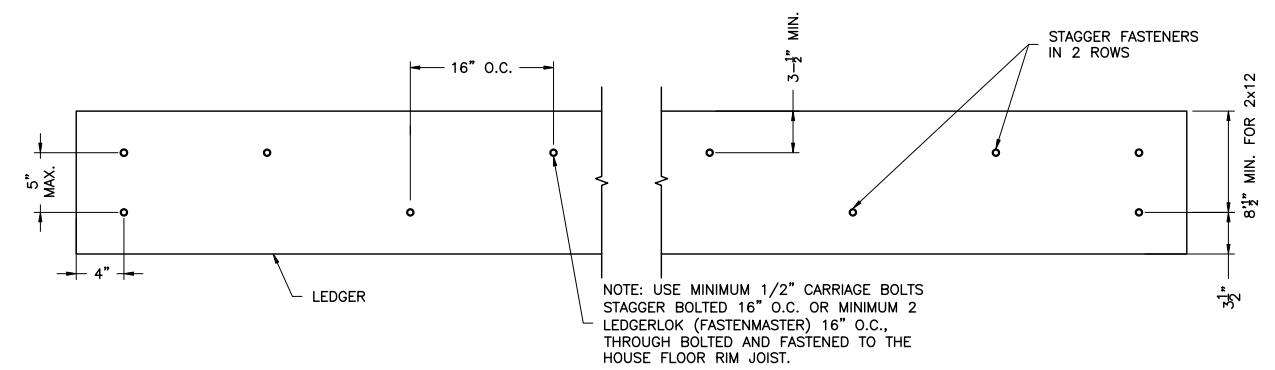 16" O.C.
3-1/2" MIN.
STAGGER FASTENERS
IN 2 ROWS
5"
MAX.
8'1/2" MIN. FOR 2x12
4"
LEDGER
3 1/2"
NOTE: USE MINIMUM 1/2" CARRIAGE BOLTS
STAGGER BOLTED 16" O.C. OR MINIMUM 2
LEDGERLOK (FASTENMASTER) 16" O.C.,
THROUGH BOLTED AND FASTENED TO THE
HOUSE FLOOR RIM JOIST.